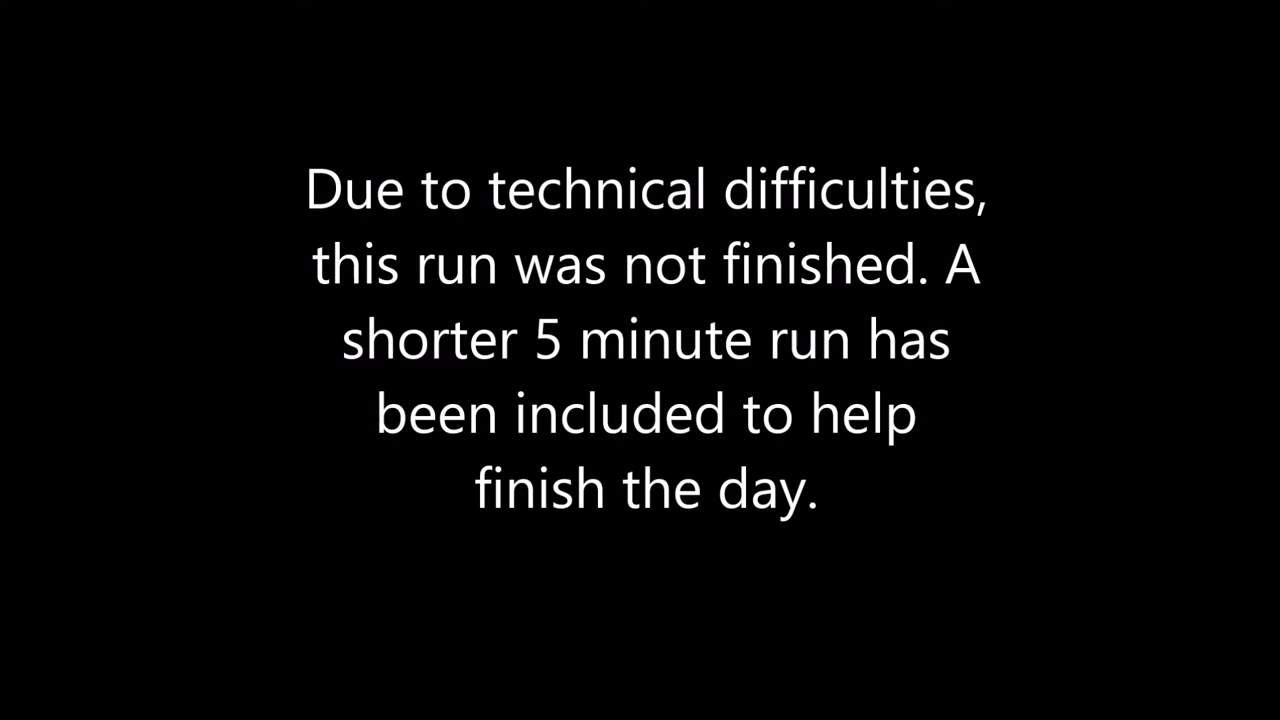 Due to technical difficulties,
this run was not finished. A
shorter 5 minute run has
been included to help
finish the day.